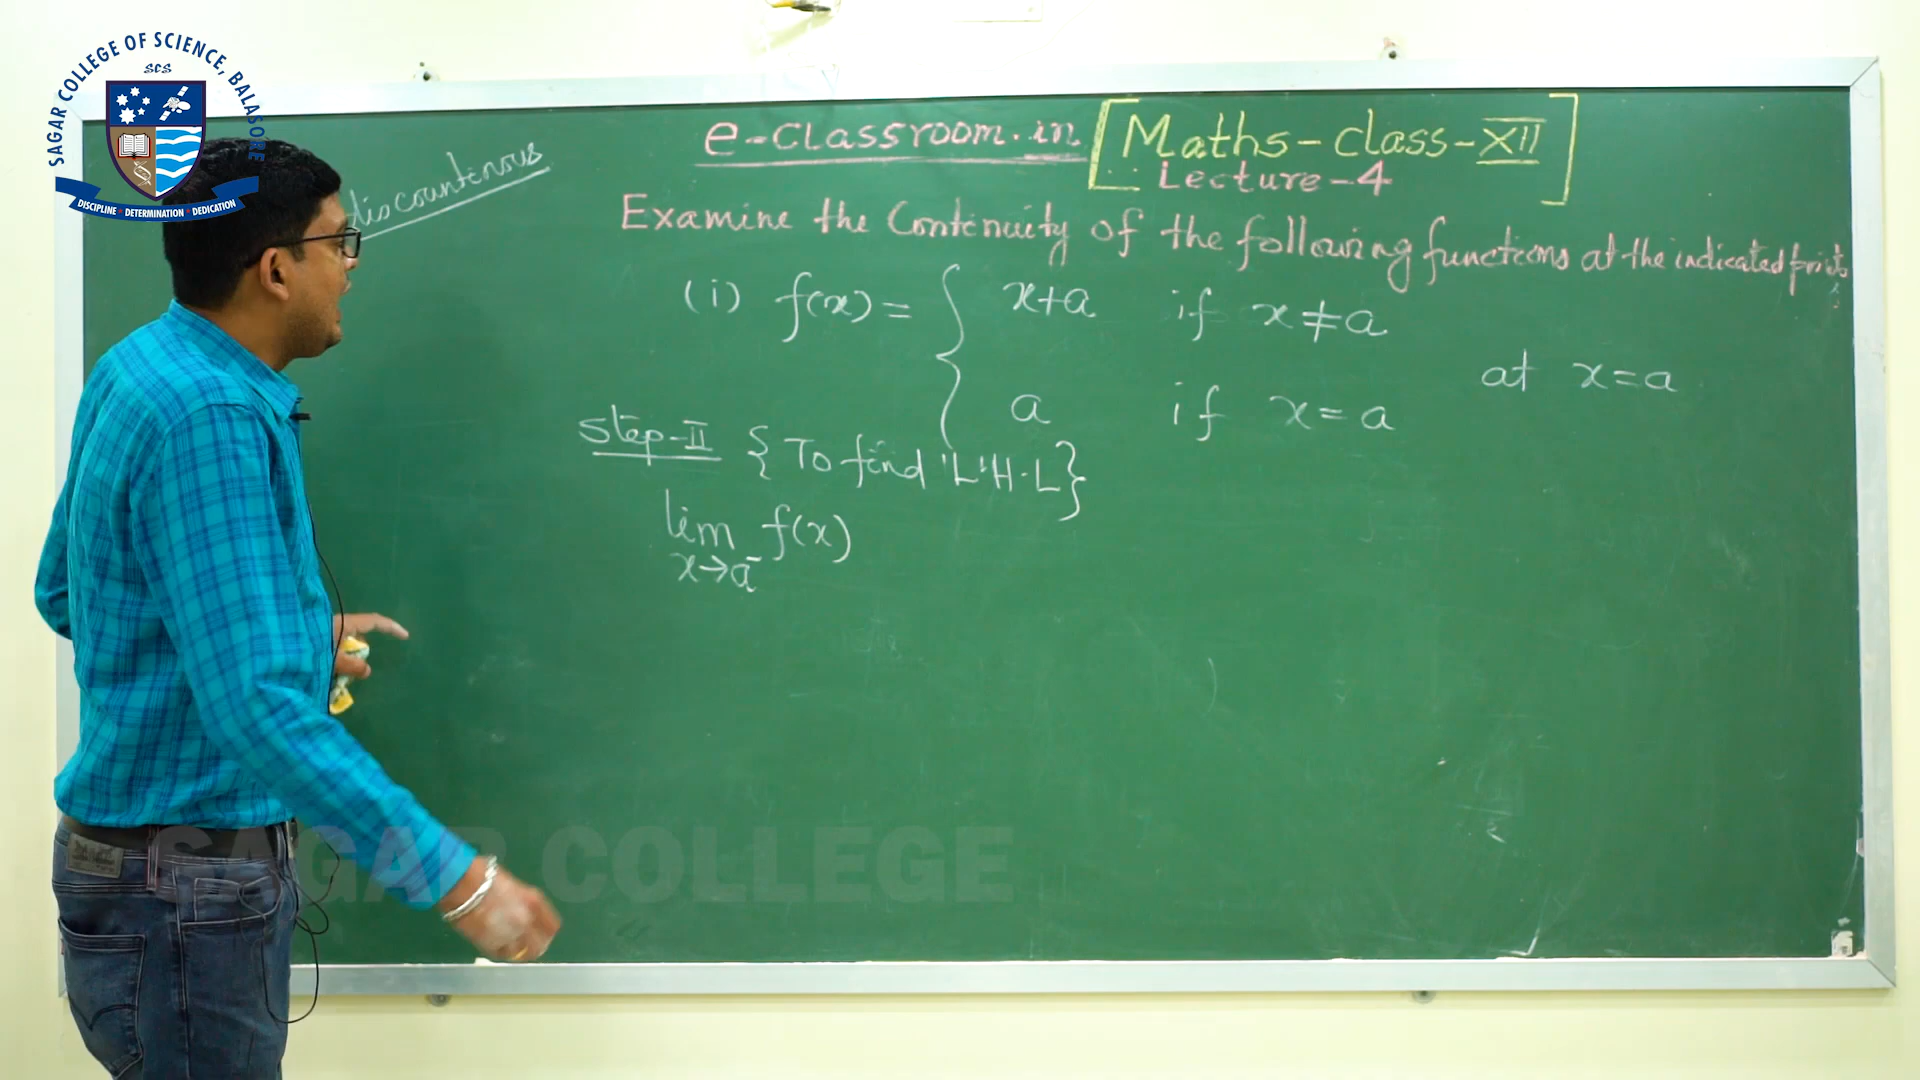 SAGAR COLLEGE OF SCIENCE, BALASORE
SCS
DISCIPLINE • DETERMINATION • DEDICATION
discountinous
e-classroom.in
[Maths-class-XII
Lecture-4]
Examine the Continuity of the following functions at the indicated points
(i) f(x) = { x+a if x≠a
a if x=a
at x=a
Step-II {To find 'L'H.L}
lim f(x)
x→a⁻
SAGAR COLLEGE